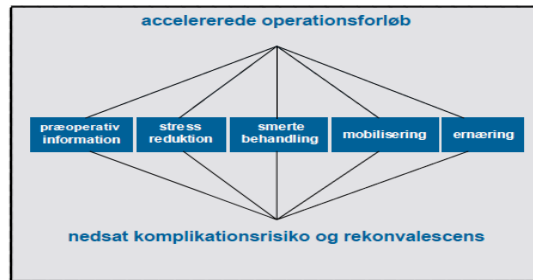 accelererede operationsforløb
præoperativ
information
stress
reduktion
smerte
behandling
mobilisering
ernæring
nedsat komplikationsrisiko og rekonvalescens